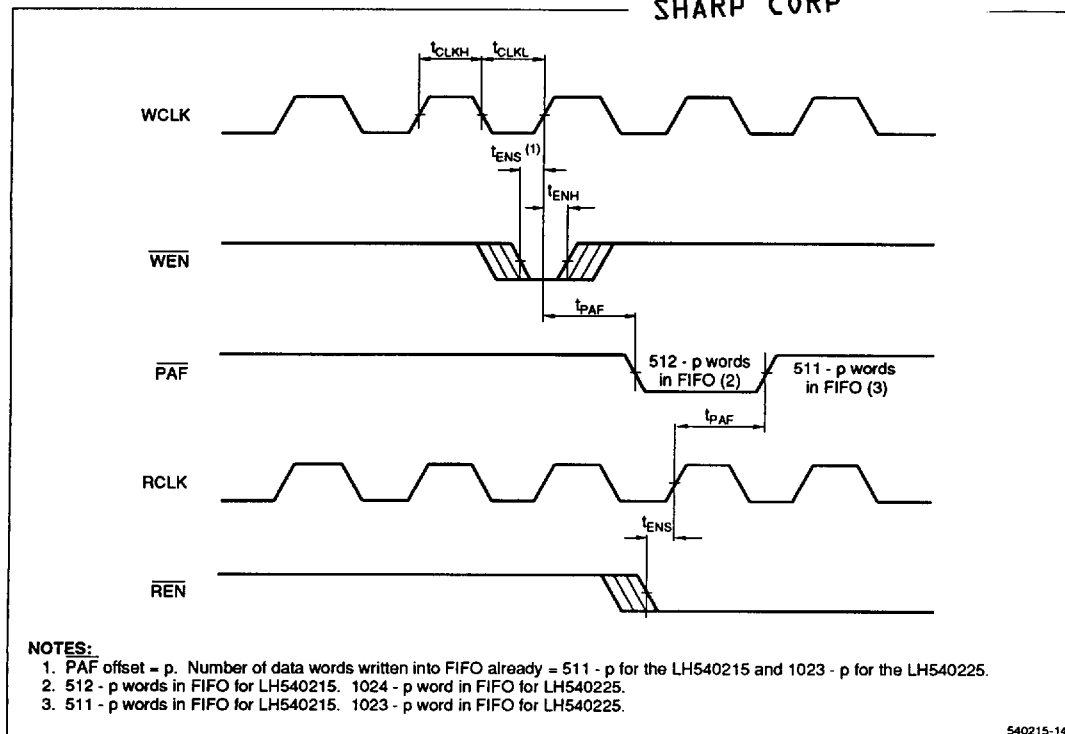 SHARP CORP
tCLKH tCLKL
WCLK
tENS (1)
tENH
WEN
tPAF
PAF
512 - p words
in FIFO (2)
511 - p words
in FIFO (3)
tPAF
RCLK
tENS
REN
NOTES:
1. PAF offset = p. Number of data words written into FIFO already = 511 - p for the LH540215 and 1023 - p for the LH540225.
2. 512 - p words in FIFO for LH540215. 1024 - p word in FIFO for LH540225.
3. 511 - p words in FIFO for LH540215. 1023 - p word in FIFO for LH540225.
540215-14